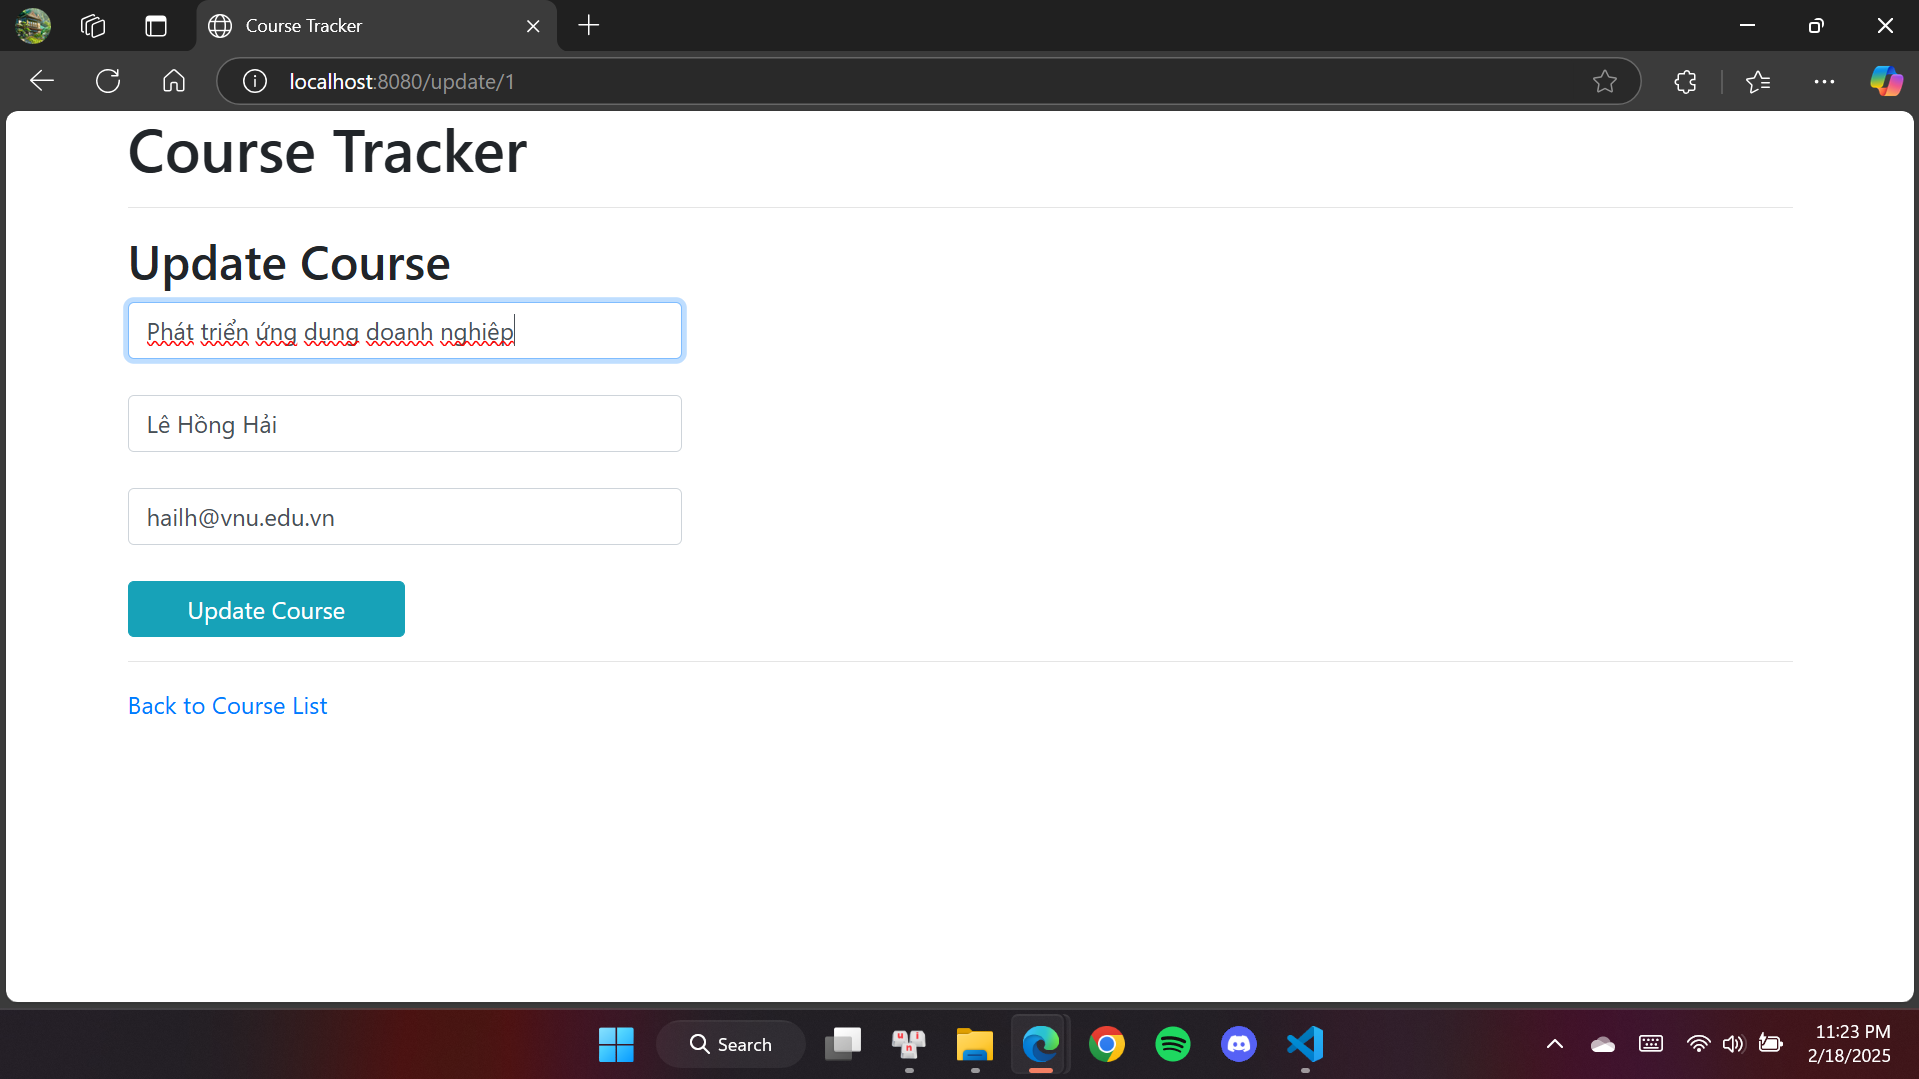 Course Tracker
localhost:8080/update/1
Course Tracker
Update Course
Phát triển ứng dụng doanh nghiêp
Lê Hồng Hải
hailh@vnu.edu.vn
Update Course
Back to Course List
Search
11:23 PM
2/18/2025